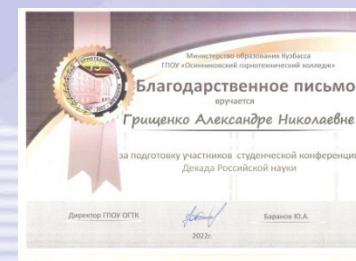 Министерство образования Кузбасса
ГПОУ «Осинниковский горнотехнический колледж»
Благодарственное письмо
вручается
Грищенко Александре Николаевне
за подготовку участников студенческой конференции
Декада Российской науки
Директор ГПОУ ОГТК
Баранов Ю.А.
2022г.